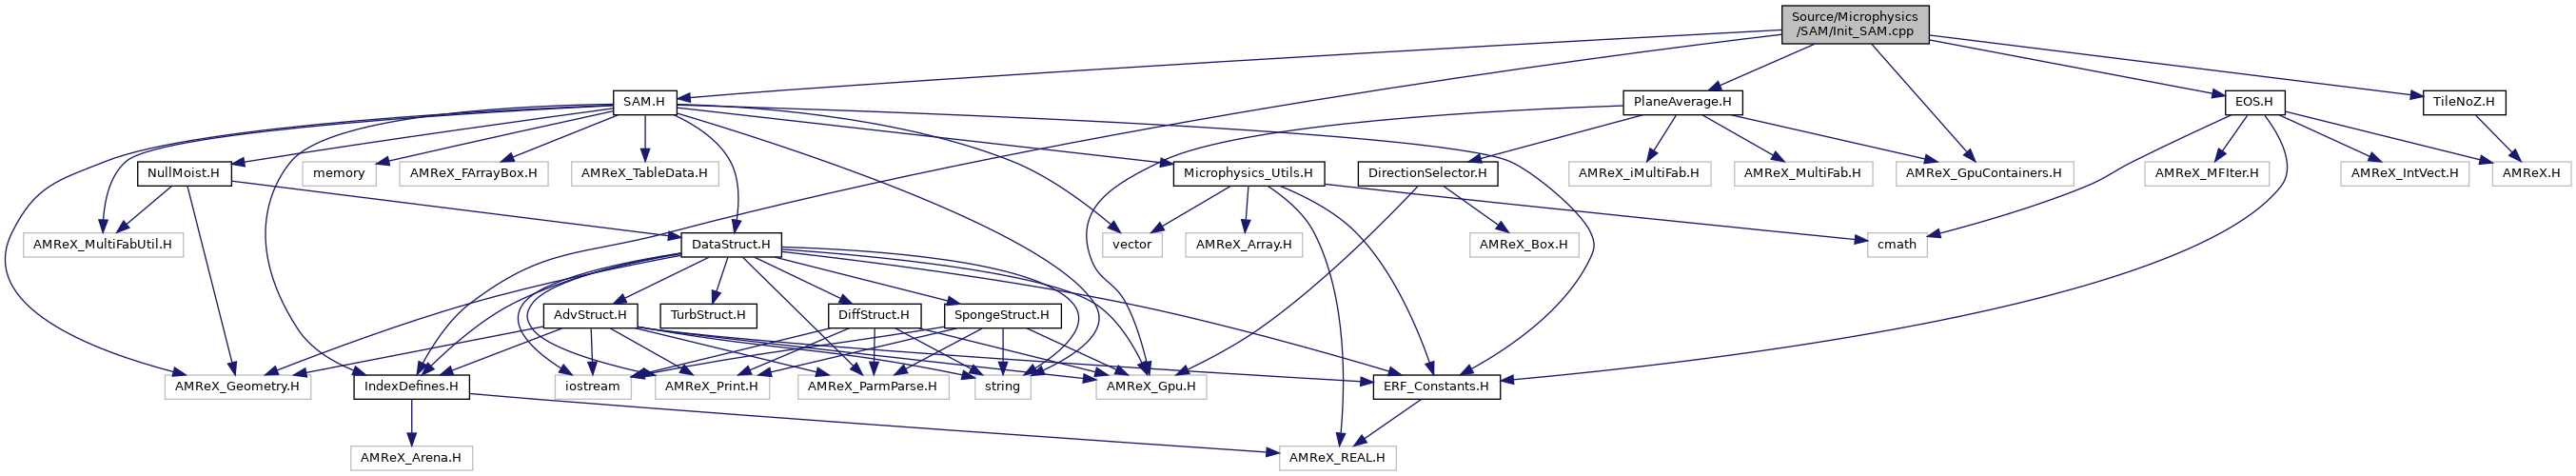 Source/Microphysics
/SAM/Init_SAM.cpp
SAM.H
PlaneAverage.H
EOS.H
TileNoZ.H
NullMoist.H
memory
AMReX_FArrayBox.H
AMReX_TableData.H
Microphysics_Utils.H
DirectionSelector.H
AMReX_iMultiFab.H
AMReX_MultiFab.H
AMReX_GpuContainers.H
AMReX_MFIter.H
AMReX_IntVect.H
AMReX.H
AMReX_MultiFabUtil.H
DataStruct.H
vector
AMReX_Array.H
AMReX_Box.H
cmath
AdvStruct.H
TurbStruct.H
DiffStruct.H
SpongeStruct.H
AMReX_Geometry.H
IndexDefines.H
iostream
AMReX_Print.H
AMReX_ParmParse.H
string
AMReX_Gpu.H
ERF_Constants.H
AMReX_Arena.H
AMReX_REAL.H